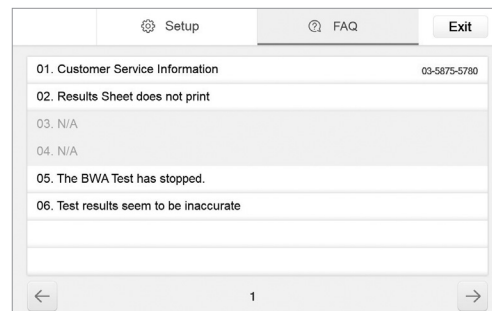 Setup
FAQ
Exit
01. Customer Service Information 03-5875-5780
02. Results Sheet does not print
03. N/A
04. N/A
05. The BWA Test has stopped.
06. Test results seem to be inaccurate
1